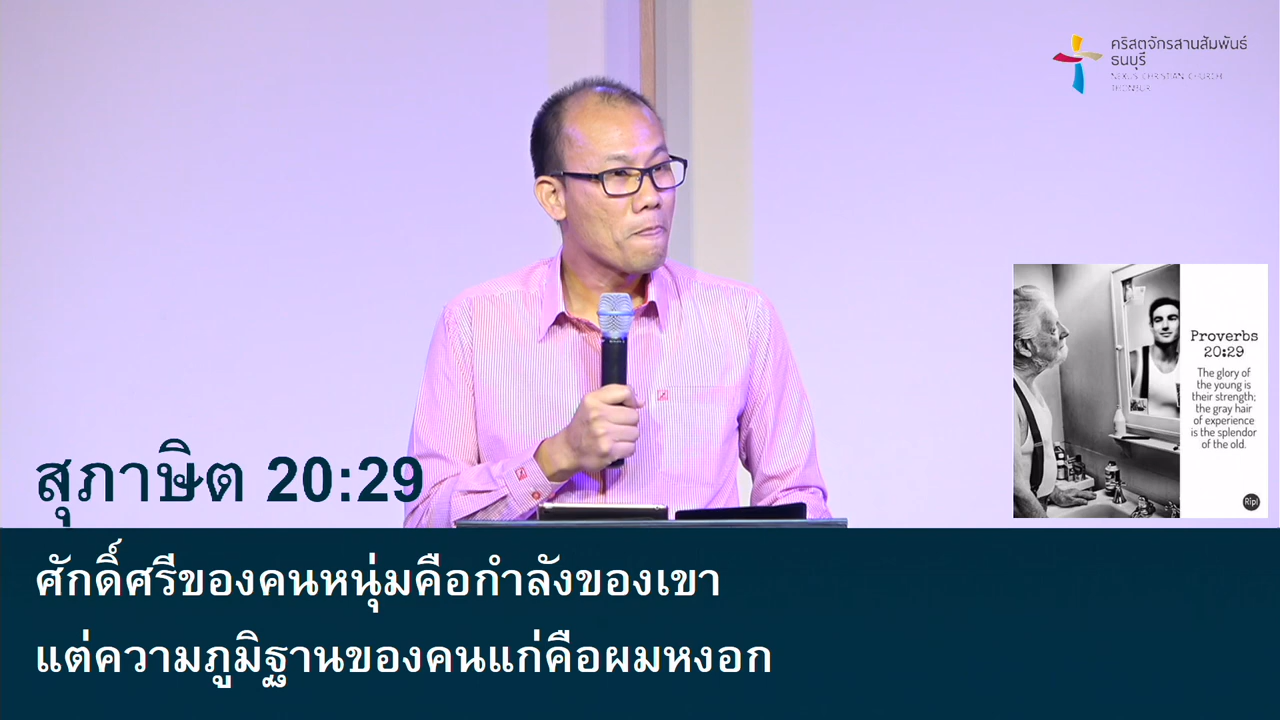 คริสตจักรสานสัมพันธ์
ธนบุรี
NEXUS CHRISTIAN CHURCH
THONBURI
Proverbs
20:29
The glory of
the young is
their strength;
the gray hair
of experience
is the splendor
of the old.
Ripl
สุภาษิต 20:29
ศักดิ์ศรีของคนหนุ่มคือกำลังของเขา
แต่ความภูมิฐานของคนแก่คือผมหงอก